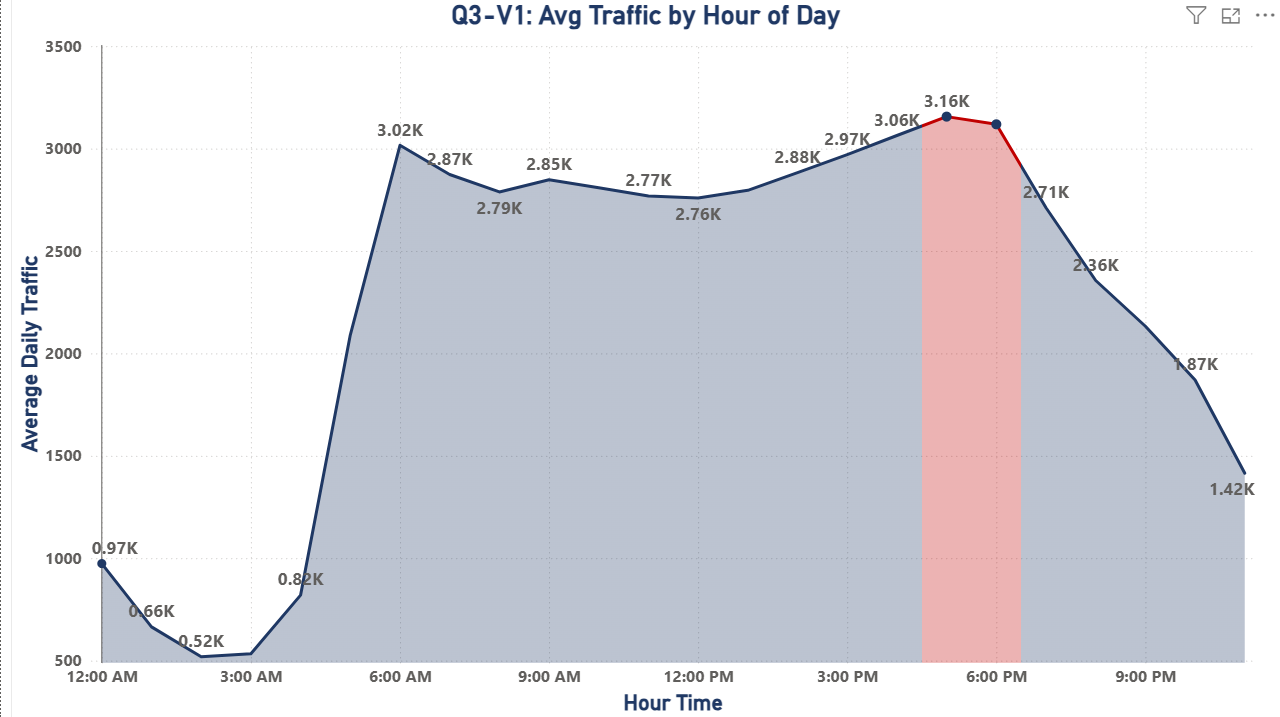 Q3-V1: Avg Traffic by Hour of Day
3500
3000
2500
2000
1500
1000
500
Average Daily Traffic
0.97K
0.66K
0.52K
0.82K
3.02K
2.87K
2.79K
2.85K
2.77K
2.76K
2.88K
2.97K
3.06K
3.16K
2.71K
2.36K
1.87K
1.42K
12:00 AM 3:00 AM 6:00 AM 9:00 AM 12:00 PM 3:00 PM 6:00 PM 9:00 PM
Hour Time